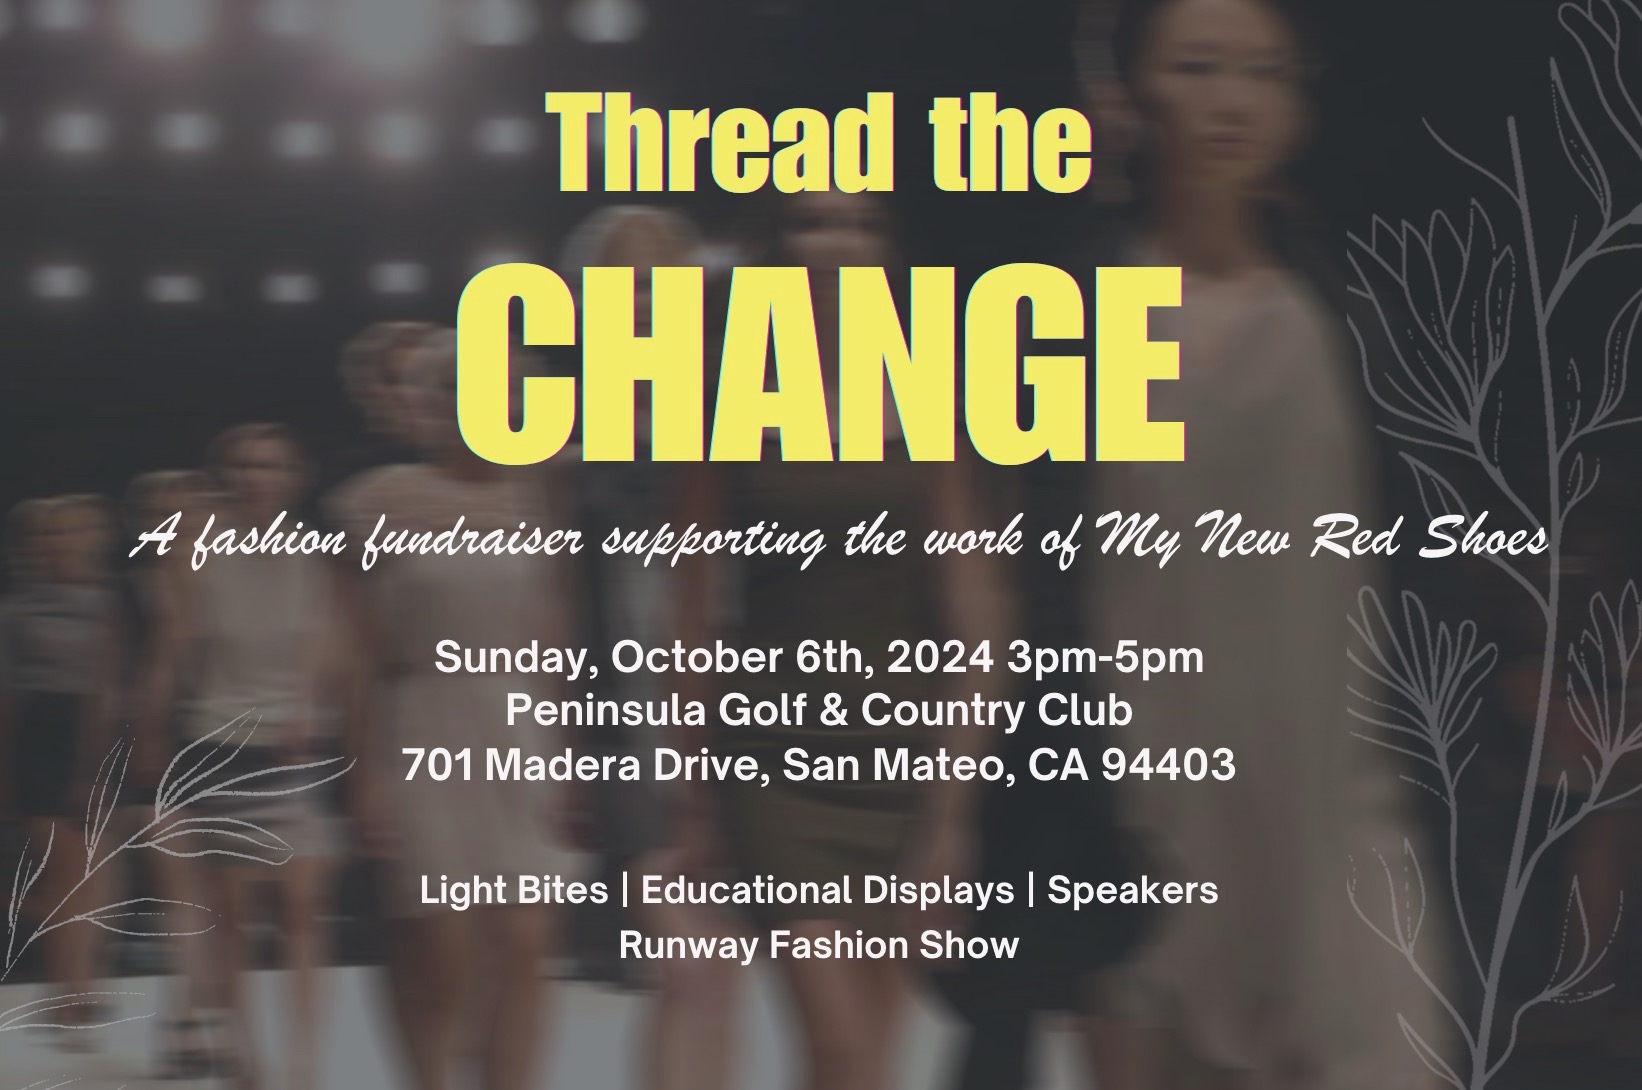 Thread the
CHANGE
A fashion fundraiser supporting the work of My New Red Shoes
Sunday, October 6th, 2024 3pm-5pm
Peninsula Golf & Country Club
701 Madera Drive, San Mateo, CA 94403
Light Bites | Educational Displays | Speakers
Runway Fashion Show